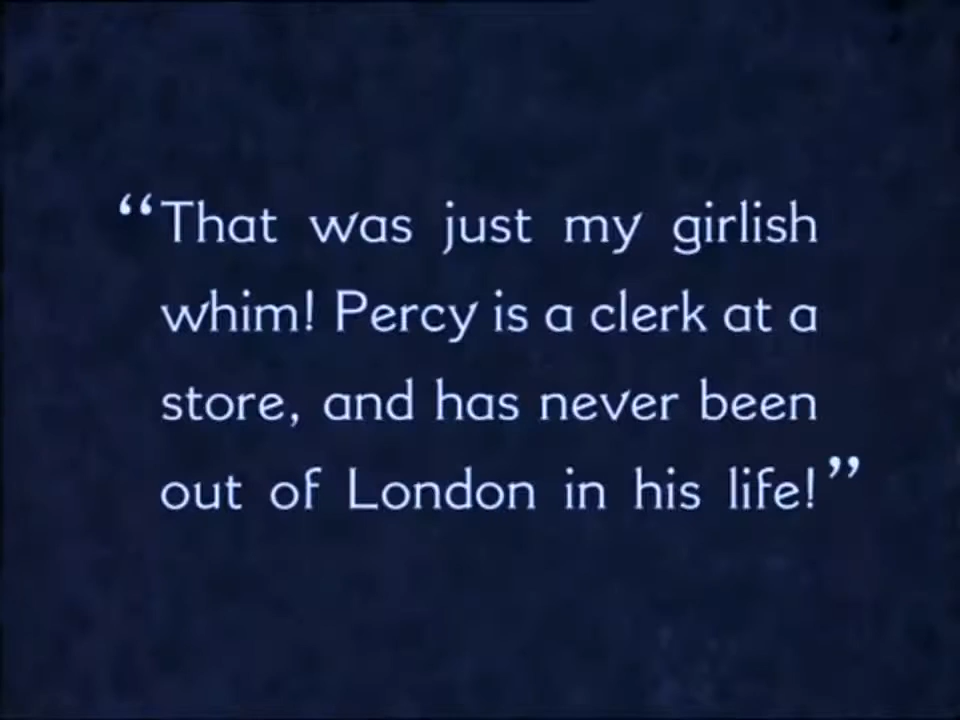 “That was just my girlish
whim! Percy is a clerk at a
store, and has never been
out of London in his life!”